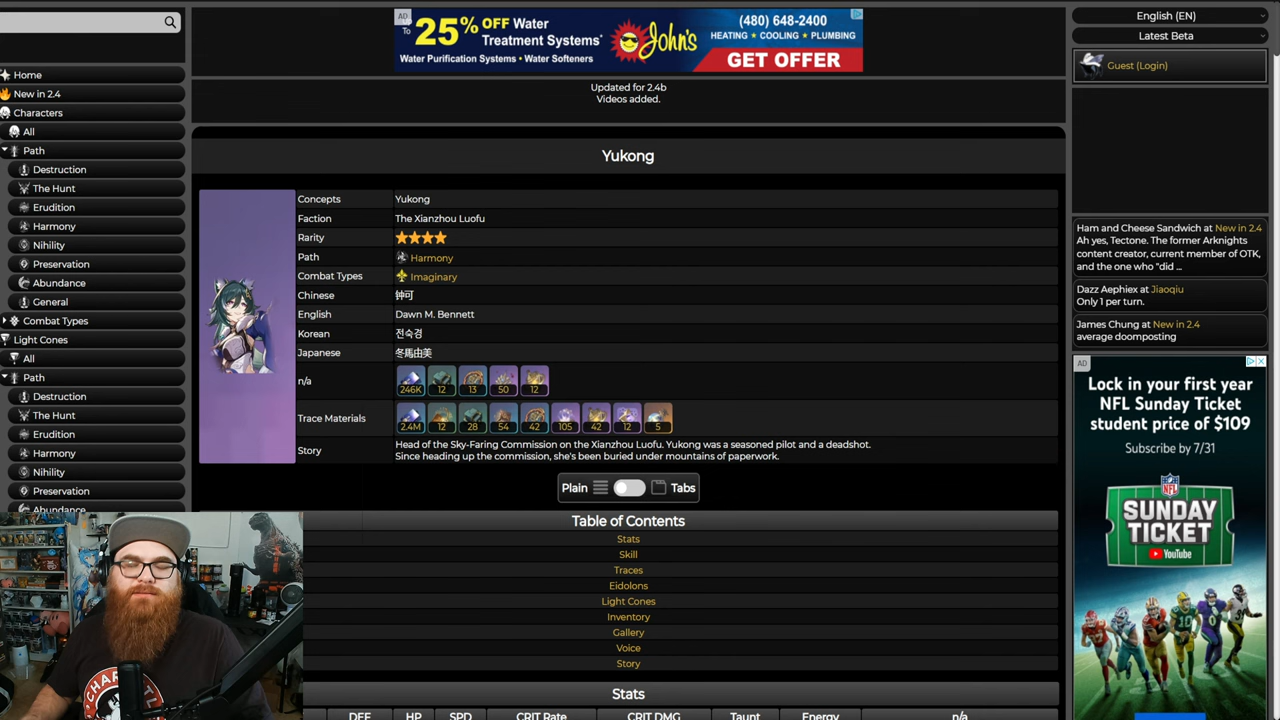 Home
New in 2.4
Characters
All
Path
Destruction
The Hunt
Erudition
Harmony
Nihility
Preservation
Abundance
General
Combat Types
Light Cones
All
Path
Destruction
The Hunt
Erudition
Harmony
Nihility
Preservation
Abundance
AD
To
25% OFF Water
Treatment Systems*
Water Purification Systems • Water Softeners
John's
(480) 648-2400
HEATING ★ COOLING ★ PLUMBING
GET OFFER
Updated for 2.4b
Videos added.
Yukong
Concepts Yukong
Faction The Xianzhou Luofu
Rarity
Path Harmony
Combat Types Imaginary
Chinese 钟可
English Dawn M. Bennett
Korean 전숙경
Japanese 冬馬由美
n/a 246K 12 13 50 12
Trace Materials 2.4M 12 28 54 42 105 42 12 5
Story Head of the Sky-Faring Commission on the Xianzhou Luofu. Yukong was a seasoned pilot and a deadshot.
Since heading up the commission, she's been buried under mountains of paperwork.
Plain Tabs
Table of Contents
Stats
Skill
Traces
Eidolons
Light Cones
Inventory
Gallery
Voice
Story
Stats
DEF HP SPD CRIT Rate CRIT DMG Taunt Energy n/a
English (EN)
Latest Beta
Guest (Login)
Ham and Cheese Sandwich at New in 2.4
Ah yes, Tectone. The former Arknights
content creator, current member of OTK,
and the one who "did ...
Dazz Aephiex at Jiaoqiu
Only 1 per turn.
James Chung at New in 2.4
average doomposting
AD
Lock in your first year
NFL Sunday Ticket
student price of $109
Subscribe by 7/31
NFL
SUNDAY
TICKET
YouTube